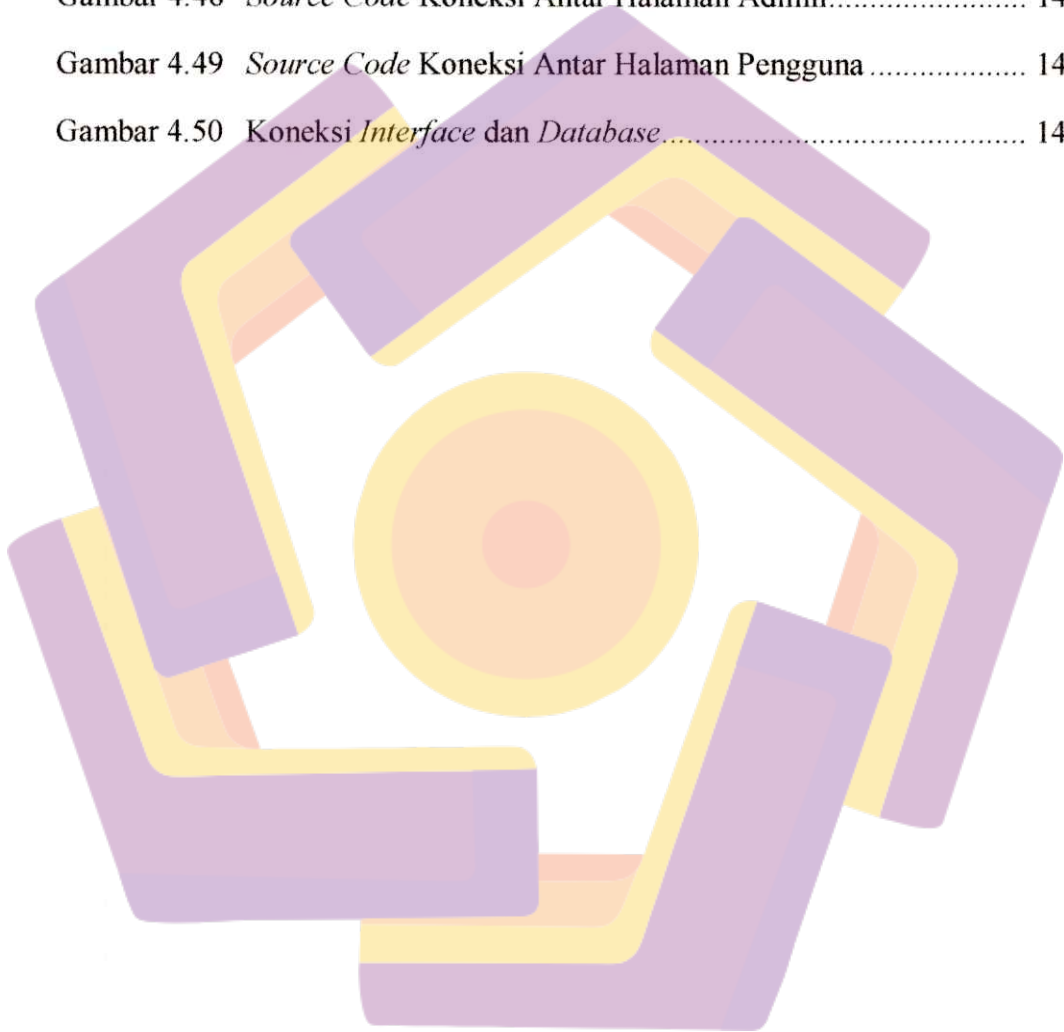 Gambar 4.48 Source Code Koneksi Antar Halaman Admin....................... 14
Gambar 4.49 Source Code Koneksi Antar Halaman Pengguna ................... 14
Gambar 4.50 Koneksi Interface dan Database..................................... 14